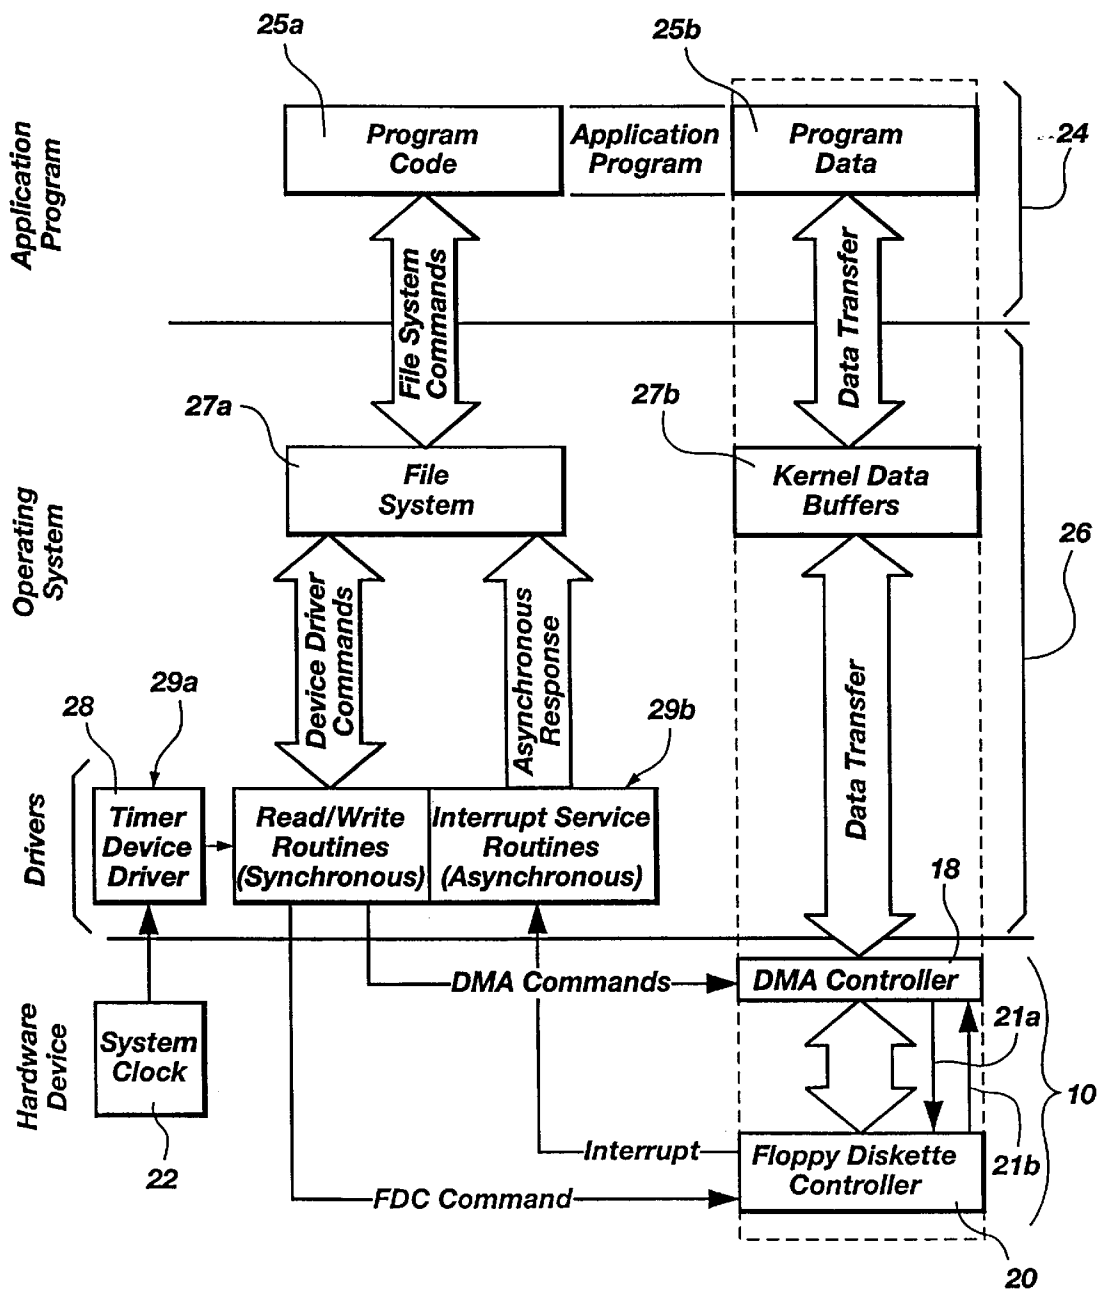 25a
25b
Application
Program
Program
Code
Application
Program
Program
Data
24
File System
Commands
Data Transfer
27a
27b
File
System
Kernel Data
Buffers
Operating
System
26
Device Driver
Commands
Asynchronous
Response
Data Transfer
28
29a
29b
Drivers
Timer
Device
Driver
Read/Write
Routines
(Synchronous)
Interrupt Service
Routines
(Asynchronous)
18
DMA Commands
DMA Controller
Hardware
Device
System
Clock
21a
10
22
Interrupt
Floppy Diskette
Controller
21b
FDC Command
20